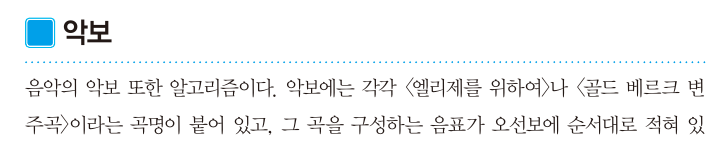 악보
음악의 악보 또한 알고리즘이다. 악보에는 각각 〈엘리제를 위하여〉나 〈골드 베르크 변
주곡〉이라는 곡명이 붙어 있고, 그 곡을 구성하는 음표가 오선보에 순서대로 적혀 있